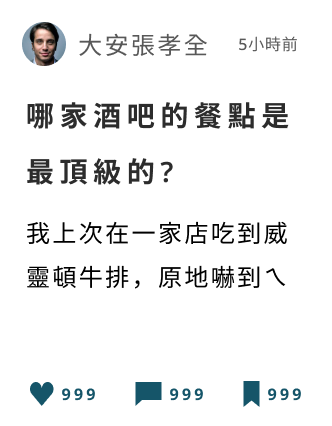 大安張孝全 5小時前
哪家酒吧的餐點是
最頂級的?
我上次在一家店吃到威
靈頓牛排，原地嚇到ㄟ
999 999 999